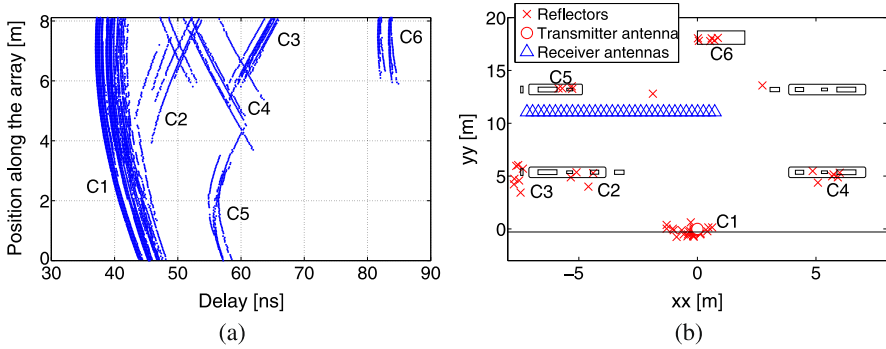 8
6
4
2
0
30
40
50
60
70
80
90
Position along the array [m]
Delay [ns]
C1
C2
C3
C4
C5
C6
(a)
20
15
10
5
0
−5
0
5
yy [m]
xx [m]
Reflectors
Transmitter antenna
Receiver antennas
C6
C5
C3
C2
C4
C1
(b)